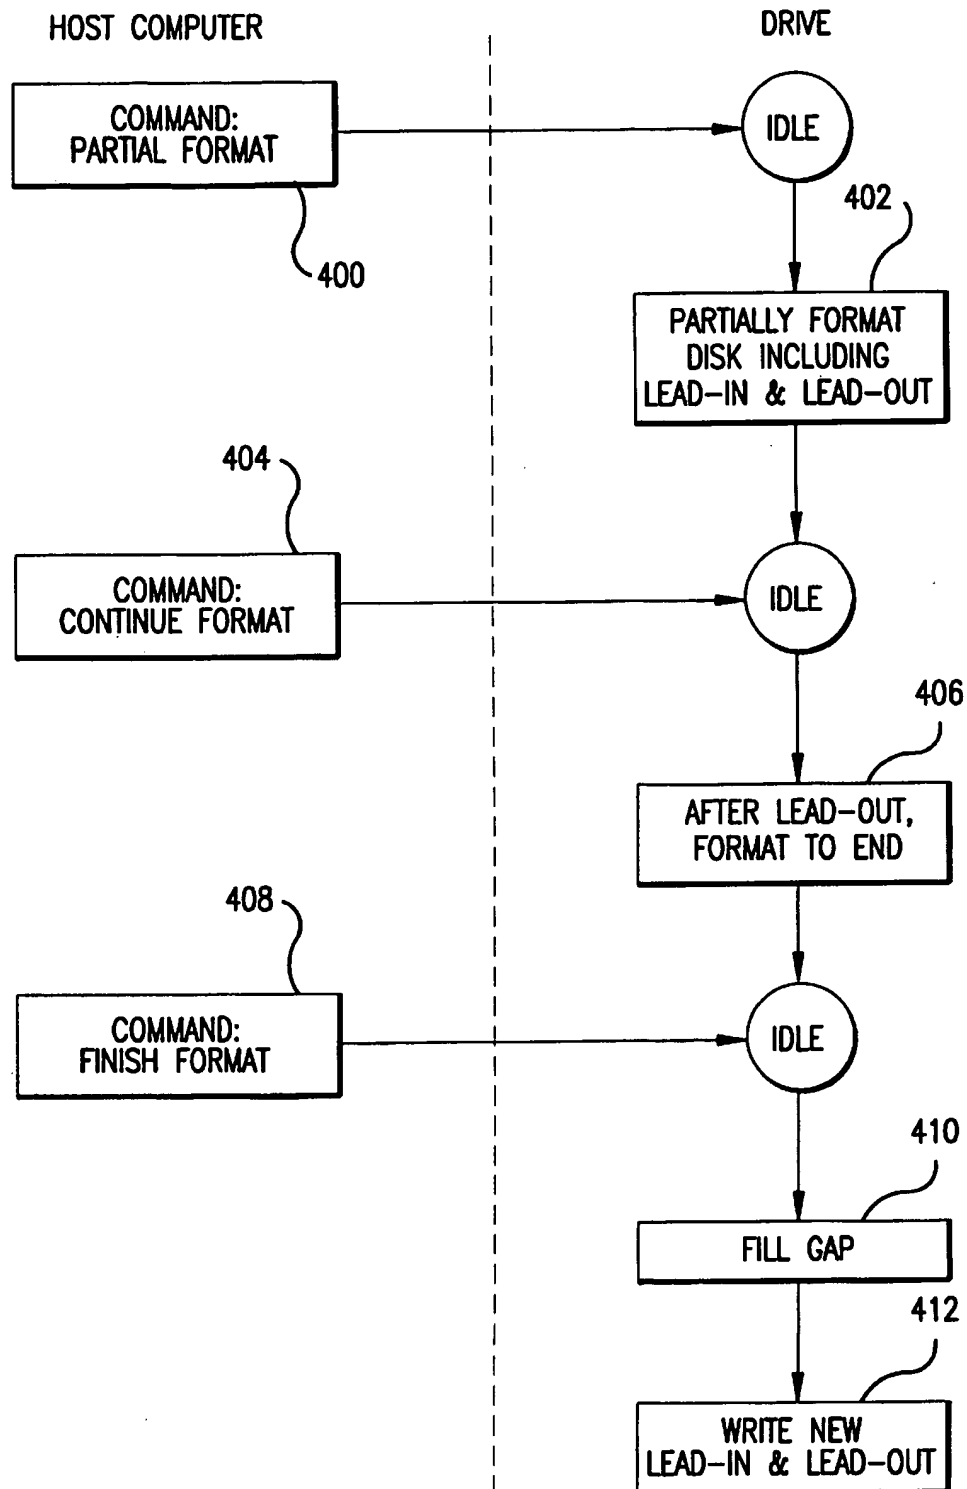 HOST COMPUTER
DRIVE
COMMAND:
PARTIAL FORMAT
IDLE
400
402
PARTIALLY FORMAT
DISK INCLUDING
LEAD-IN & LEAD-OUT
404
COMMAND:
CONTINUE FORMAT
IDLE
406
AFTER LEAD-OUT,
FORMAT TO END
408
COMMAND:
FINISH FORMAT
IDLE
410
FILL GAP
412
WRITE NEW
LEAD-IN & LEAD-OUT